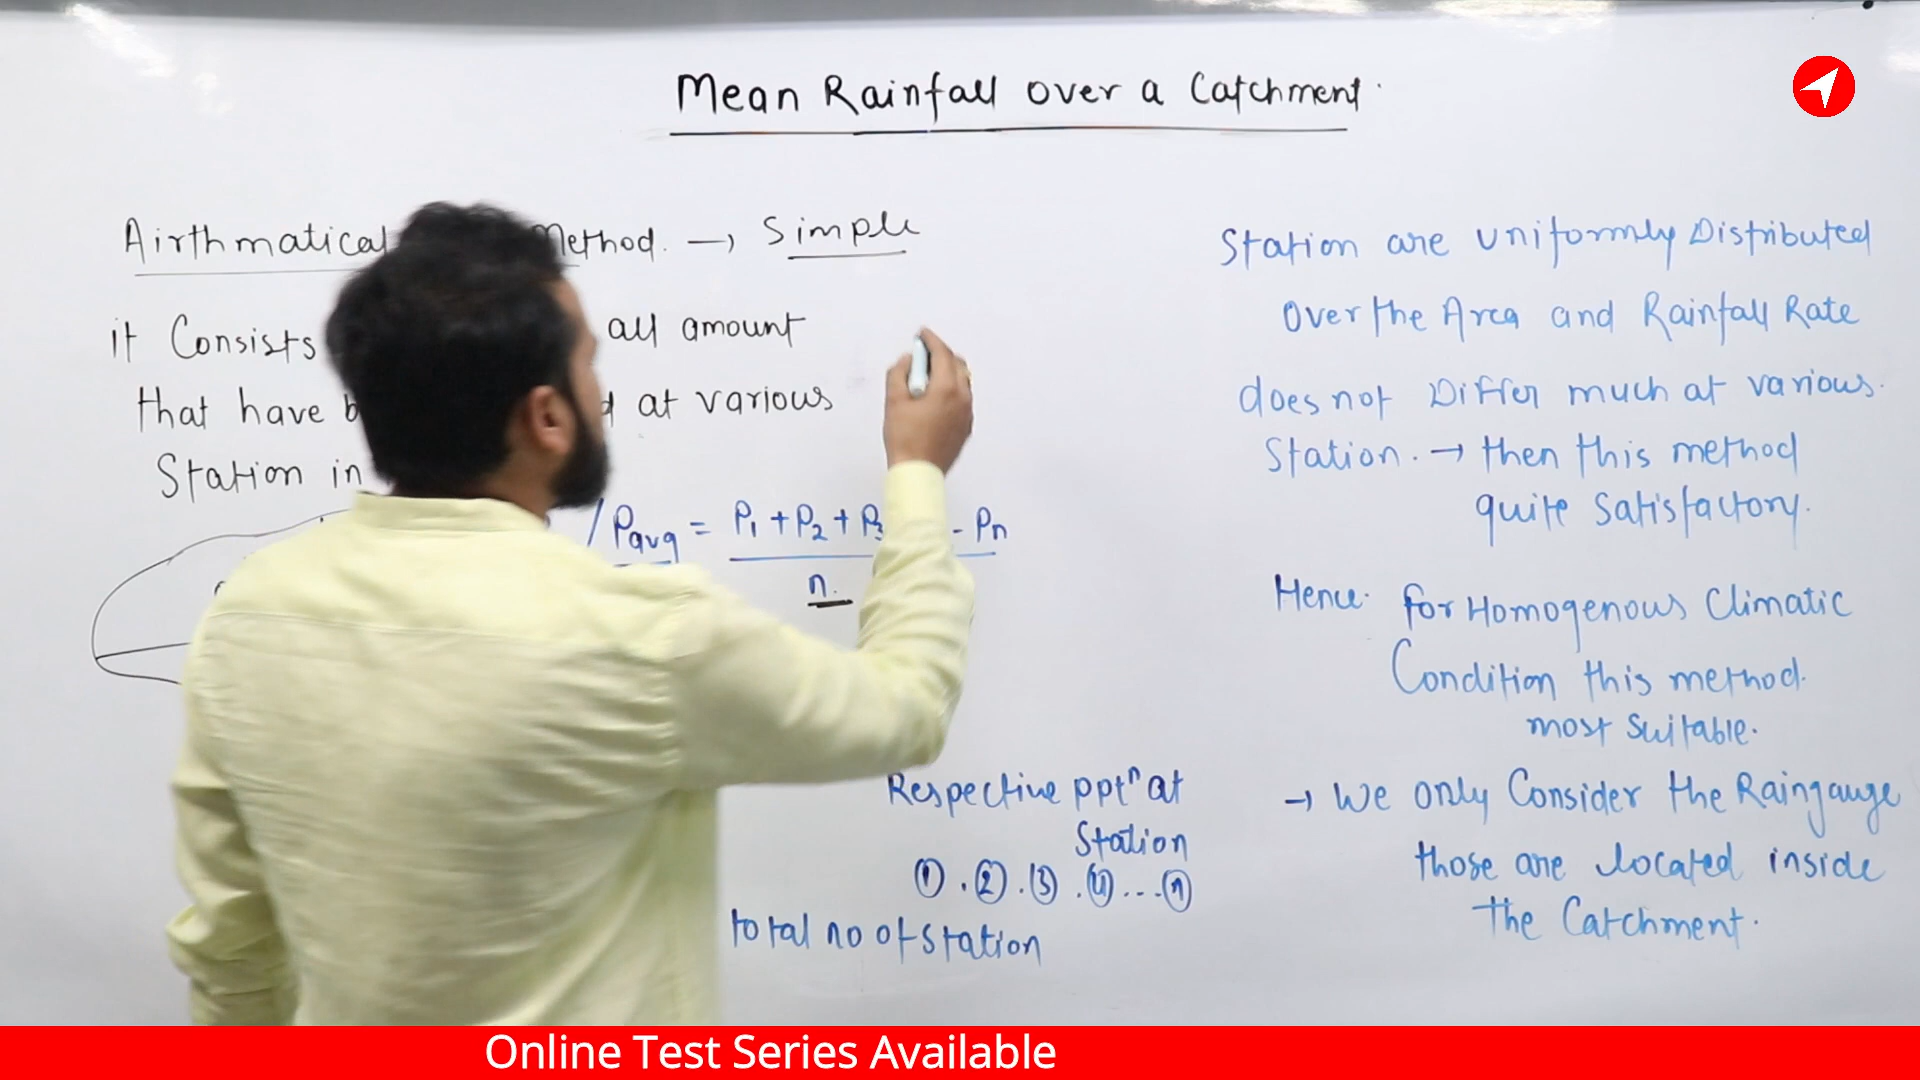 Mean Rainfall over a Catchment.
Airthmatical Method. → Simple
it Consists all amount
that have at various
Station in
Pavg = P1 + P2 + P3 - Pn
n.
Respective pptn at
Station
1 . 2 . 3 . 4 ... n
total no of station
Station are uniformly Distributed
over the Area and Rainfall Rate
does not Differ much at various.
Station. → then this method
quite satisfactory.
Hence. for Homogenous Climatic
Condition this method.
most suitable.
→ We only Consider the Raingauge
those are located inside
the Catchment.
Online Test Series Available